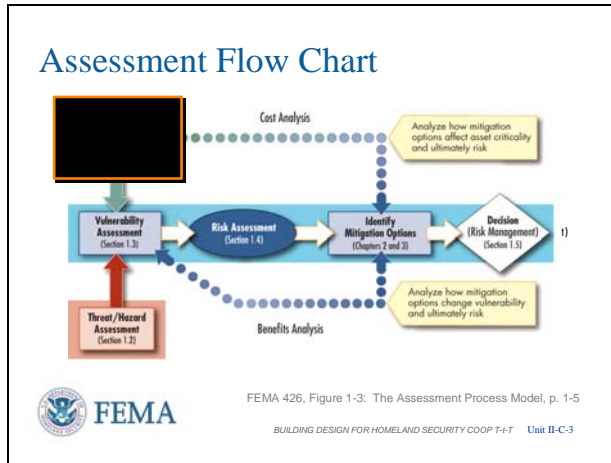 Assessment Flow Chart
Cost Analysis
Analyze how mitigation
options affect asset criticality
and ultimately risk
Vulnerability
Assessment
(Section 1.3)
Risk Assessment
(Section 1.4)
Identify
Mitigation Options
(Chapters 2 and 3)
Decision
(Risk Management)
(Section 1.5)
t)
Threat/Hazard
Assessment
(Section 1.2)
Benefits Analysis
Analyze how mitigation
options change vulnerability
and ultimately risk
FEMA
FEMA 426, Figure 1-3: The Assessment Process Model, p. 1-5
BUILDING DESIGN FOR HOMELAND SECURITY COOP T-t-T Unit II-C-3